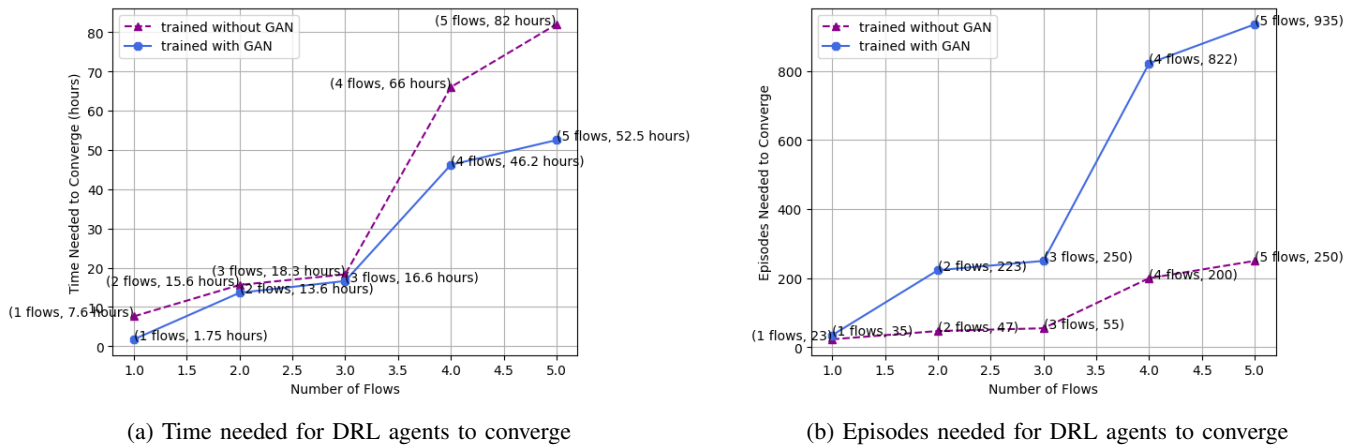 trained without GAN
trained with GAN
Time Needed to Converge (hours)
80
70
60
50
40
30
20
10
0
(5 flows, 82 hours)
(4 flows, 66 hours)
(3 flows, 18.3 hours)
(2 flows, 15.6 hours)
(1 flows, 7.6 hours)
(5 flows, 52.5 hours)
(4 flows, 46.2 hours)
(3 flows, 16.6 hours)
(2 flows, 13.6 hours)
(1 flows, 1.75 hours)
1.0 1.5 2.0 2.5 3.0 3.5 4.0 4.5 5.0
Number of Flows
(a) Time needed for DRL agents to converge
trained without GAN
trained with GAN
Episodes Needed to Converge
800
600
400
200
0
(5 flows, 935)
(4 flows, 822)
(3 flows, 250)
(2 flows, 223)
(1 flows, 35)
(5 flows, 250)
(4 flows, 200)
(3 flows, 55)
(2 flows, 47)
(1 flows, 23)
1.0 1.5 2.0 2.5 3.0 3.5 4.0 4.5 5.0
Number of Flows
(b) Episodes needed for DRL agents to converge